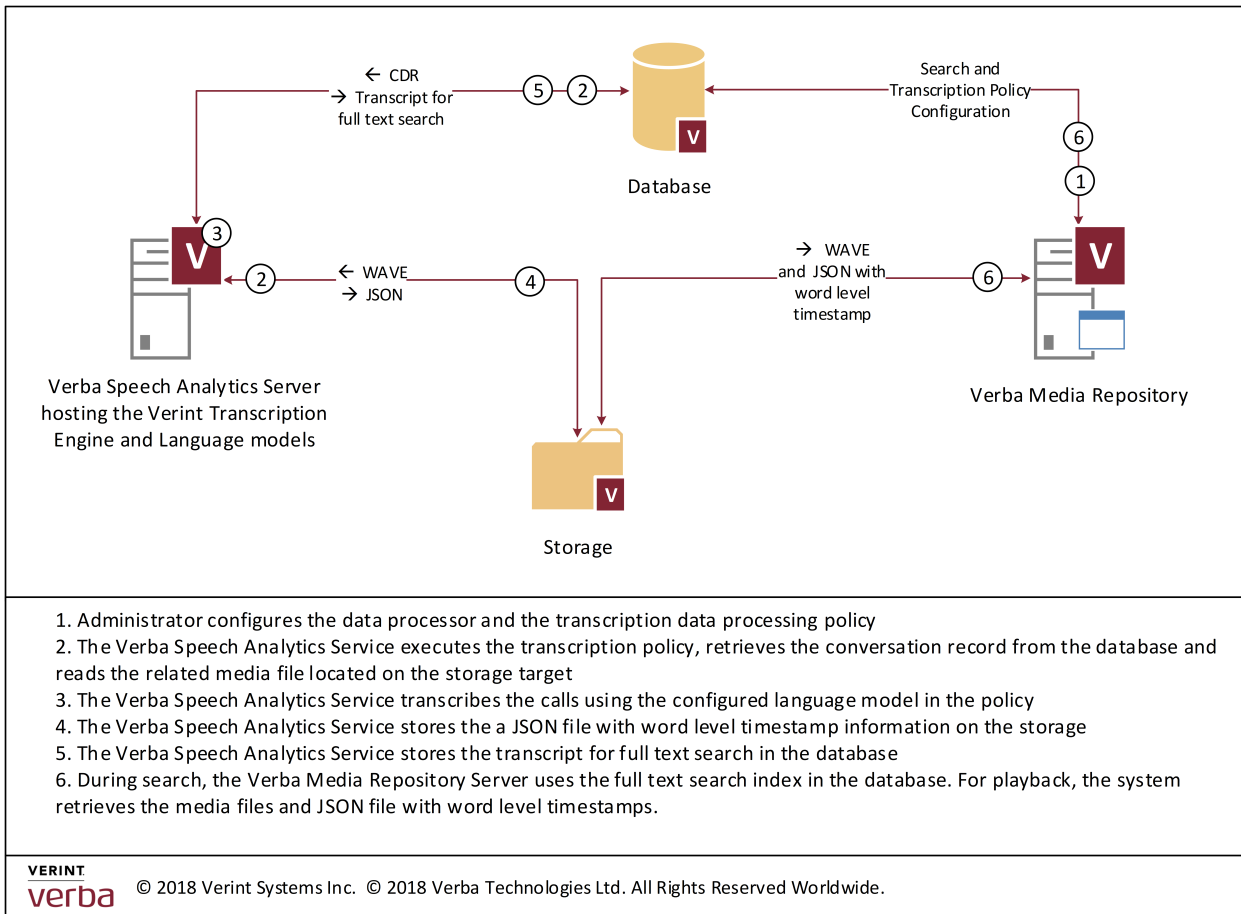 ← CDR
→ Transcript for
full text search
5
2
Database
V
Search and
Transcription Policy
Configuration
6
1
V
3
2
← WAVE
→ JSON
4
→ WAVE
and JSON with
word level
timestamp
6
V
Verba Speech Analytics Server
hosting the Verint Transcription
Engine and Language models
Verba Media Repository
V
Storage
1. Administrator configures the data processor and the transcription data processing policy
2. The Verba Speech Analytics Service executes the transcription policy, retrieves the conversation record from the database and
reads the related media file located on the storage target
3. The Verba Speech Analytics Service transcribes the calls using the configured language model in the policy
4. The Verba Speech Analytics Service stores the a JSON file with word level timestamp information on the storage
5. The Verba Speech Analytics Service stores the transcript for full text search in the database
6. During search, the Verba Media Repository Server uses the full text search index in the database. For playback, the system
retrieves the media files and JSON file with word level timestamps.
VERINT
verba
© 2018 Verint Systems Inc. © 2018 Verba Technologies Ltd. All Rights Reserved Worldwide.